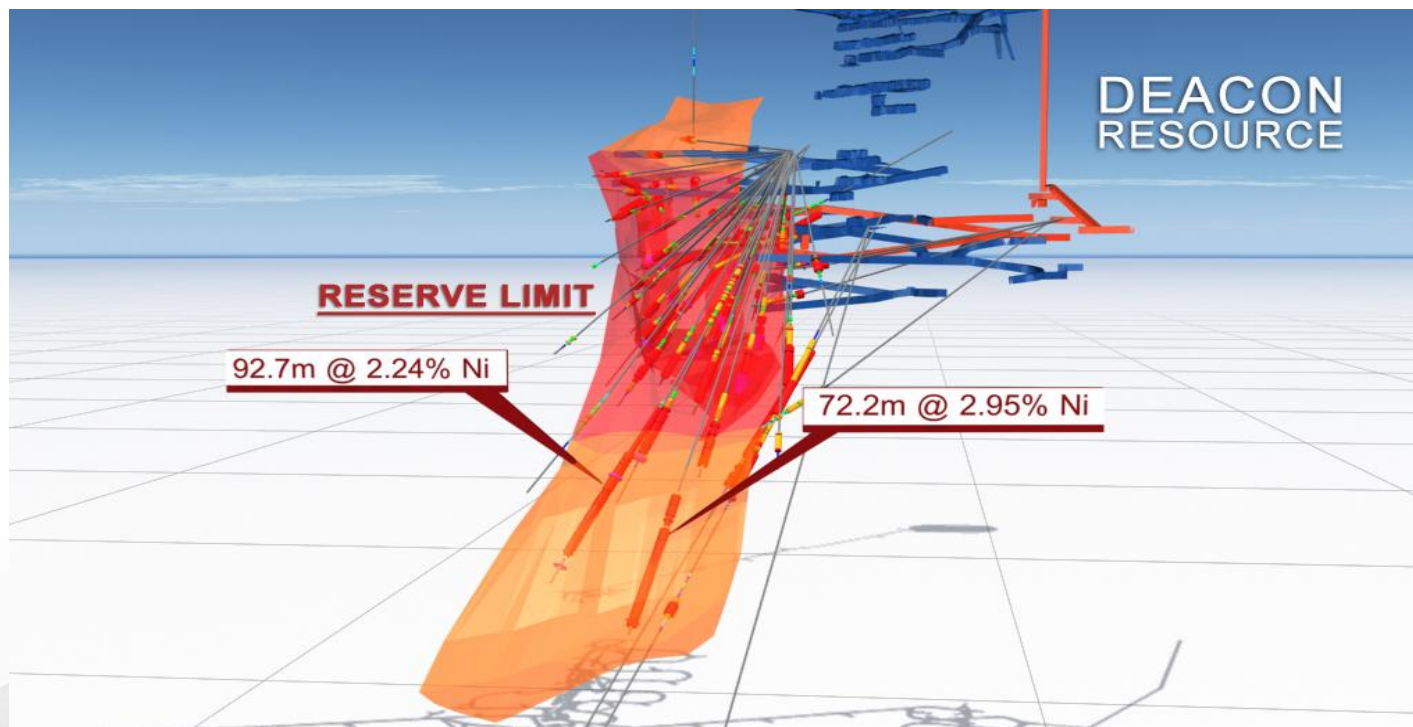 DEACON
RESOURCE
RESERVE LIMIT
92.7m @ 2.24% Ni
72.2m @ 2.95% Ni